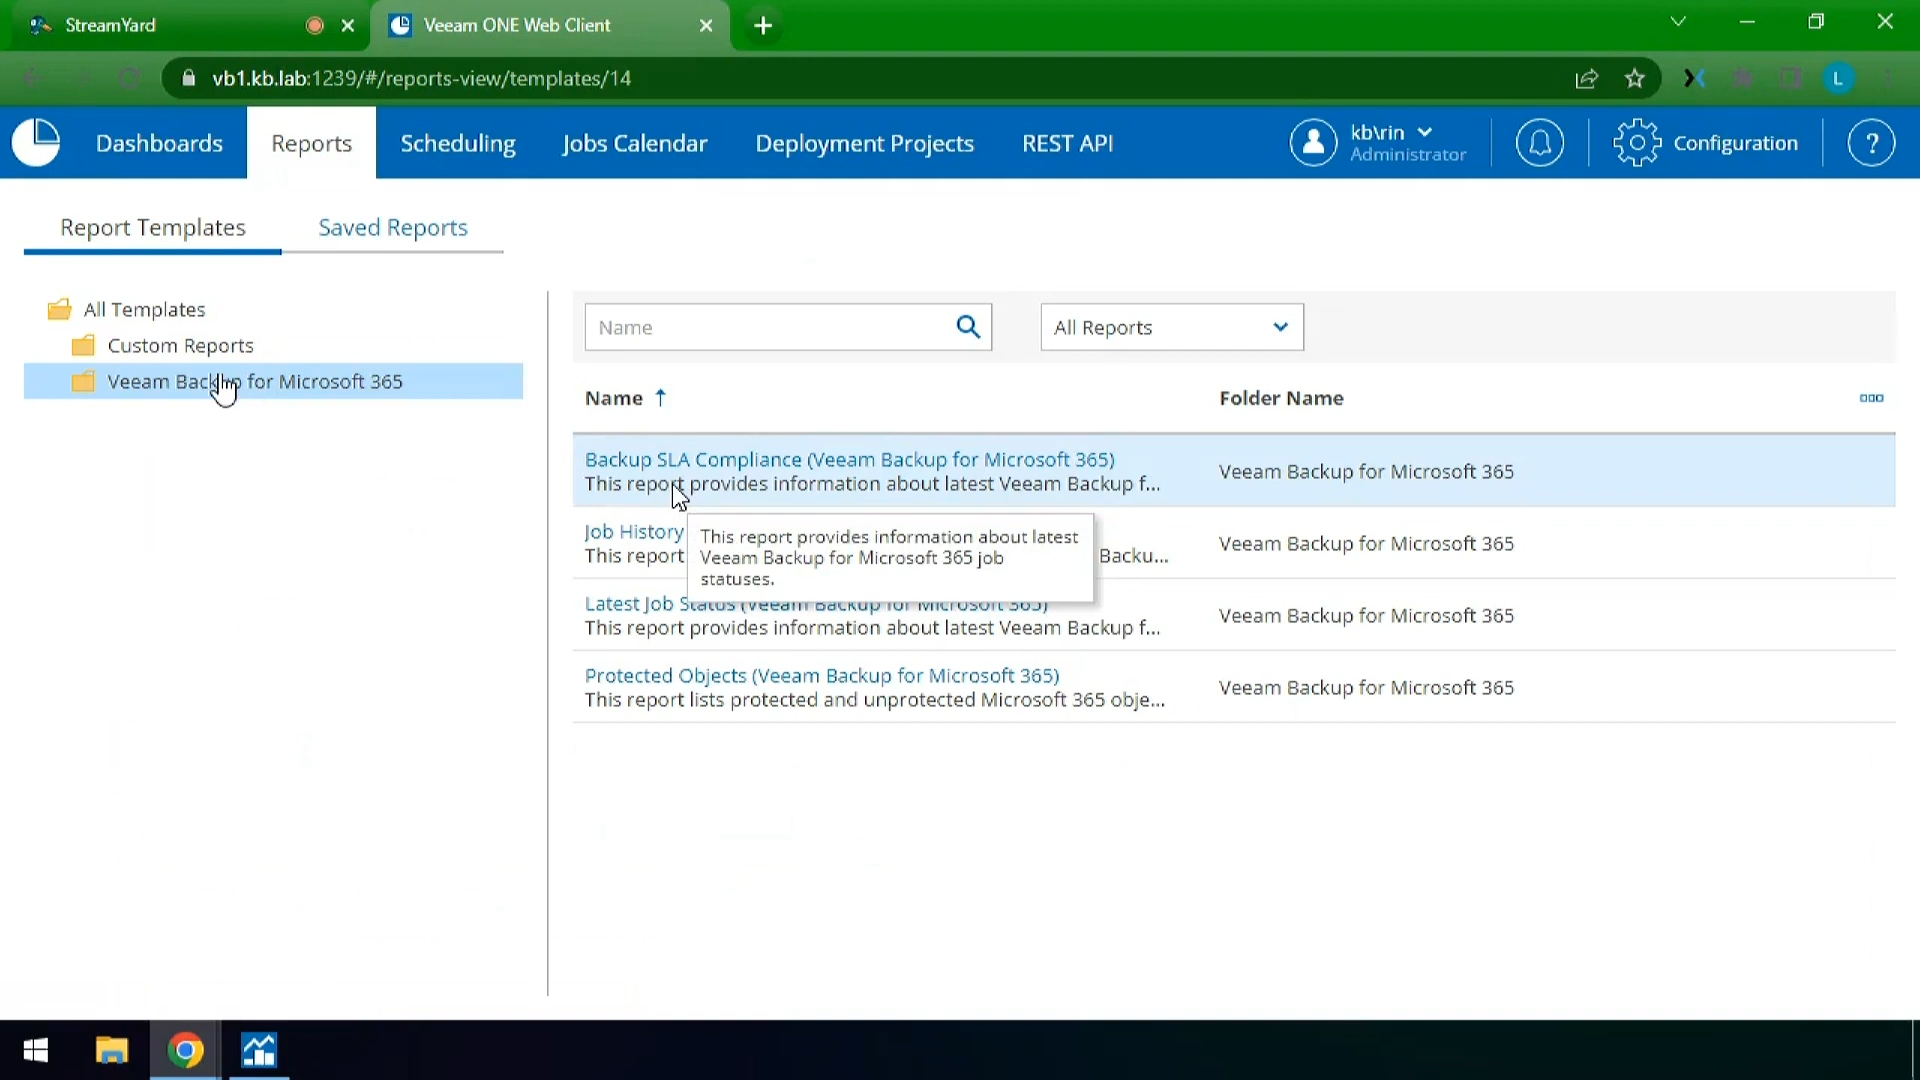 StreamYard
Veeam ONE Web Client
vb1.kb.lab:1239/#/reports-view/templates/14
L
Dashboards
Reports
Scheduling
Jobs Calendar
Deployment Projects
REST API
kb\rin
Administrator
Configuration
?
Report Templates
Saved Reports
All Templates
Custom Reports
Veeam Backup for Microsoft 365
Name
All Reports
Name
Folder Name
Backup SLA Compliance (Veeam Backup for Microsoft 365)
This report provides information about latest Veeam Backup f...
Veeam Backup for Microsoft 365
This report provides information about latest
Veeam Backup for Microsoft 365 job
statuses.
Job History
This report
Backu...
Veeam Backup for Microsoft 365
Latest Job Status (Veeam Backup for Microsoft 365)
This report provides information about latest Veeam Backup f...
Veeam Backup for Microsoft 365
Protected Objects (Veeam Backup for Microsoft 365)
This report lists protected and unprotected Microsoft 365 obje...
Veeam Backup for Microsoft 365